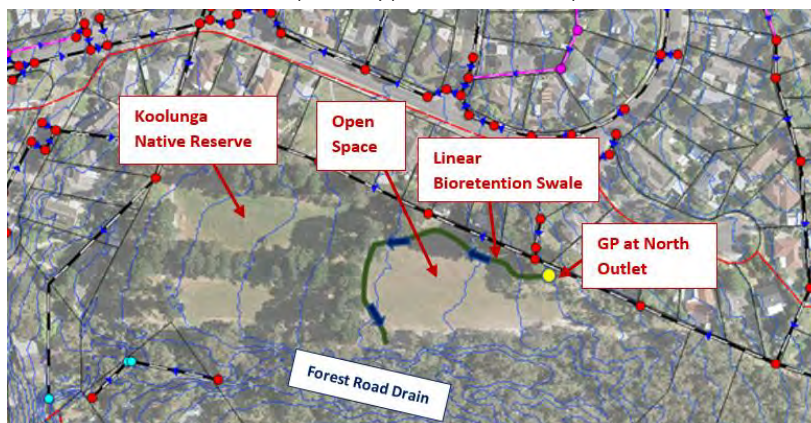 Koolunga
Native Reserve
Open
Space
Linear
Bioretention Swale
GP at North
Outlet
Forest Road Drain